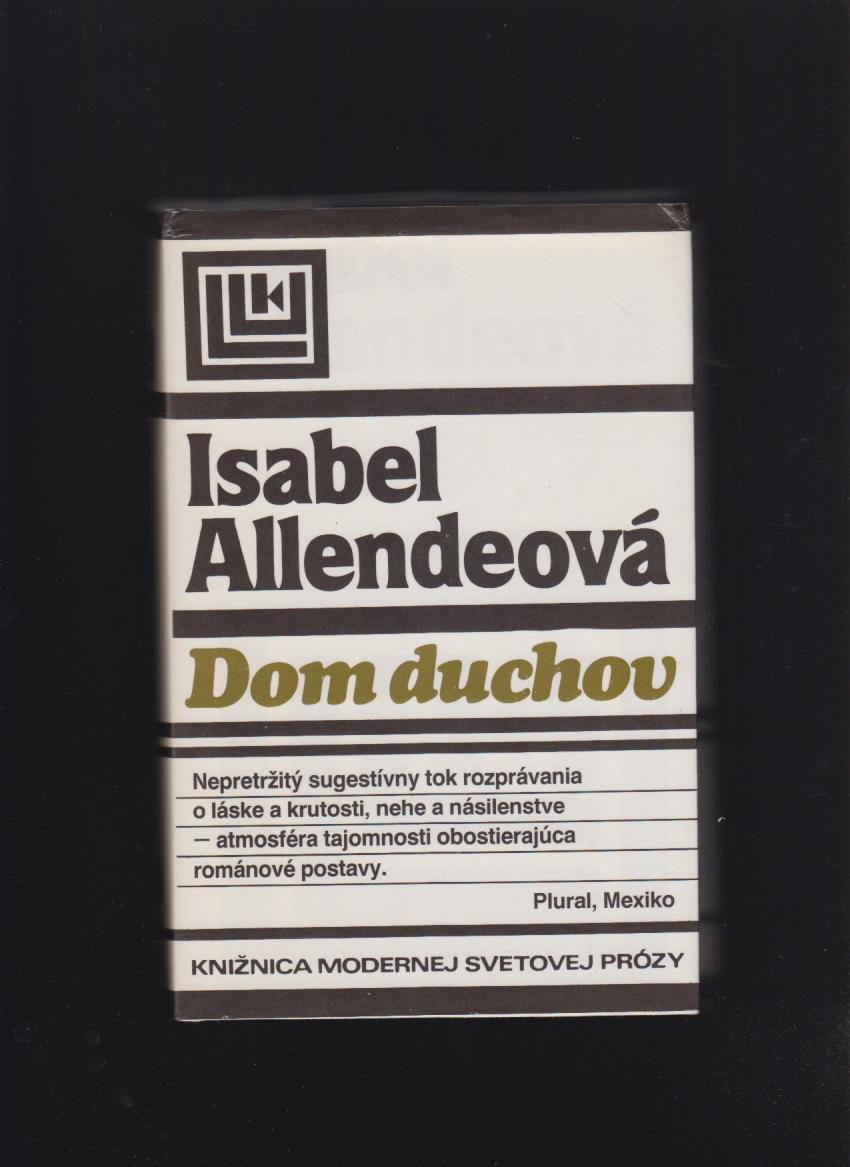 Isabel
Allendeová
Dom duchov
Nepretržitý sugestívny tok rozprávania
o láske a krutosti, nehe a násilenstve
— atmosféra tajomnosti obostierajúca
románové postavy.
Plural, Mexiko
KNIŽNICA MODERNEJ SVETOVEJ PRÓZY